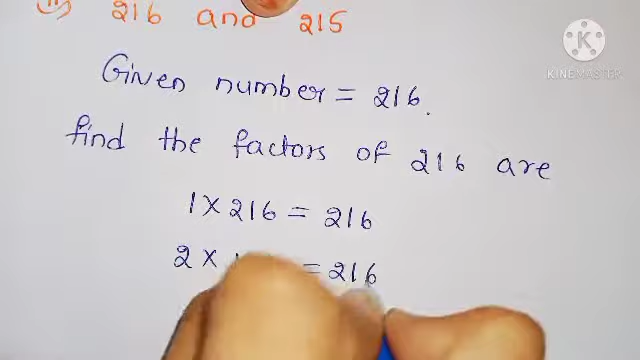 216 and 215
Given number = 216.
find the factors of 216 are
1 × 216 = 216
2 × = 216
K
KINEMASTER